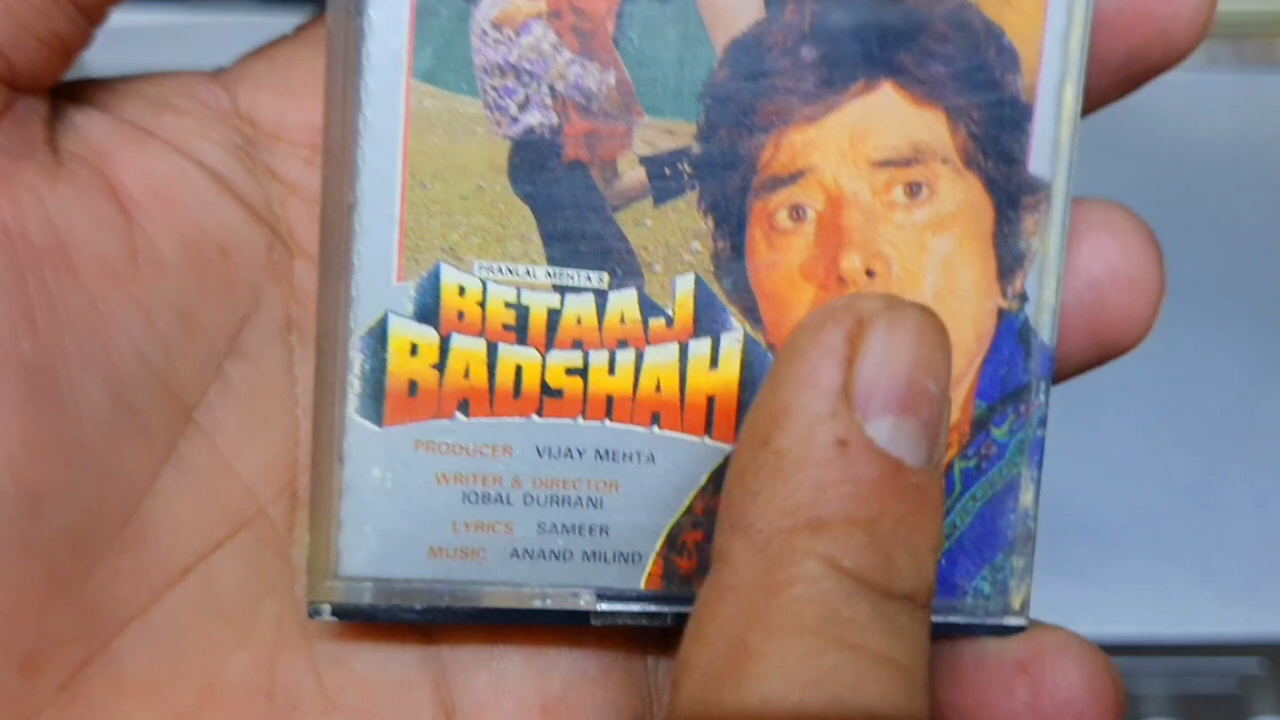 PRANLAL MEHTA'S
BETAAJ
BADSHAH
PRODUCER VIJAY MEHTA
WRITER & DIRECTOR
IQBAL DURRANI
LYRICS SAMEER
MUSIC ANAND MILIND